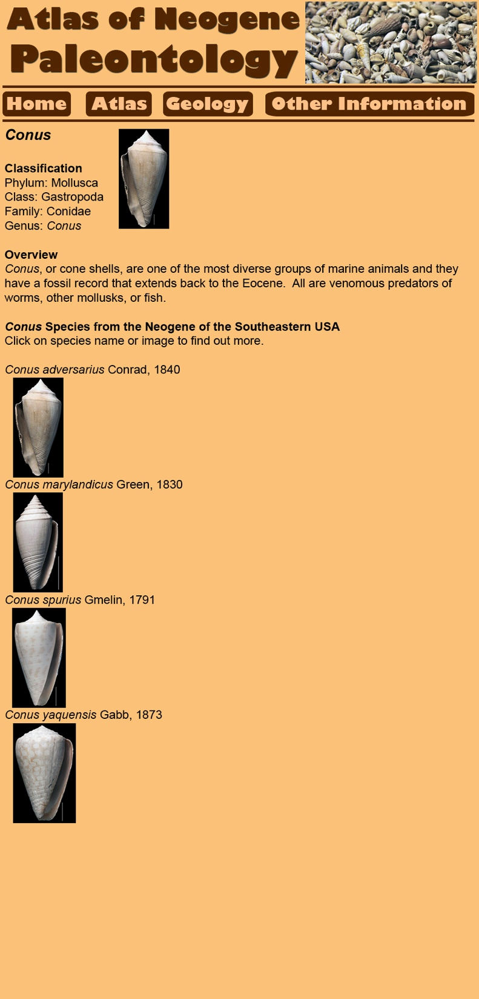 Atlas of Neogene
Paleontology
Home Atlas Geology Other Information
Conus
Classification
Phylum: Mollusca
Class: Gastropoda
Family: Conidae
Genus: Conus
Overview
Conus, or cone shells, are one of the most diverse groups of marine animals and they
have a fossil record that extends back to the Eocene.  All are venomous predators of
worms, other mollusks, or fish.
Conus Species from the Neogene of the Southeastern USA
Click on species name or image to find out more.
Conus adversarius Conrad, 1840
Conus marylandicus Green, 1830
Conus spurius Gmelin, 1791
Conus yaquensis Gabb, 1873